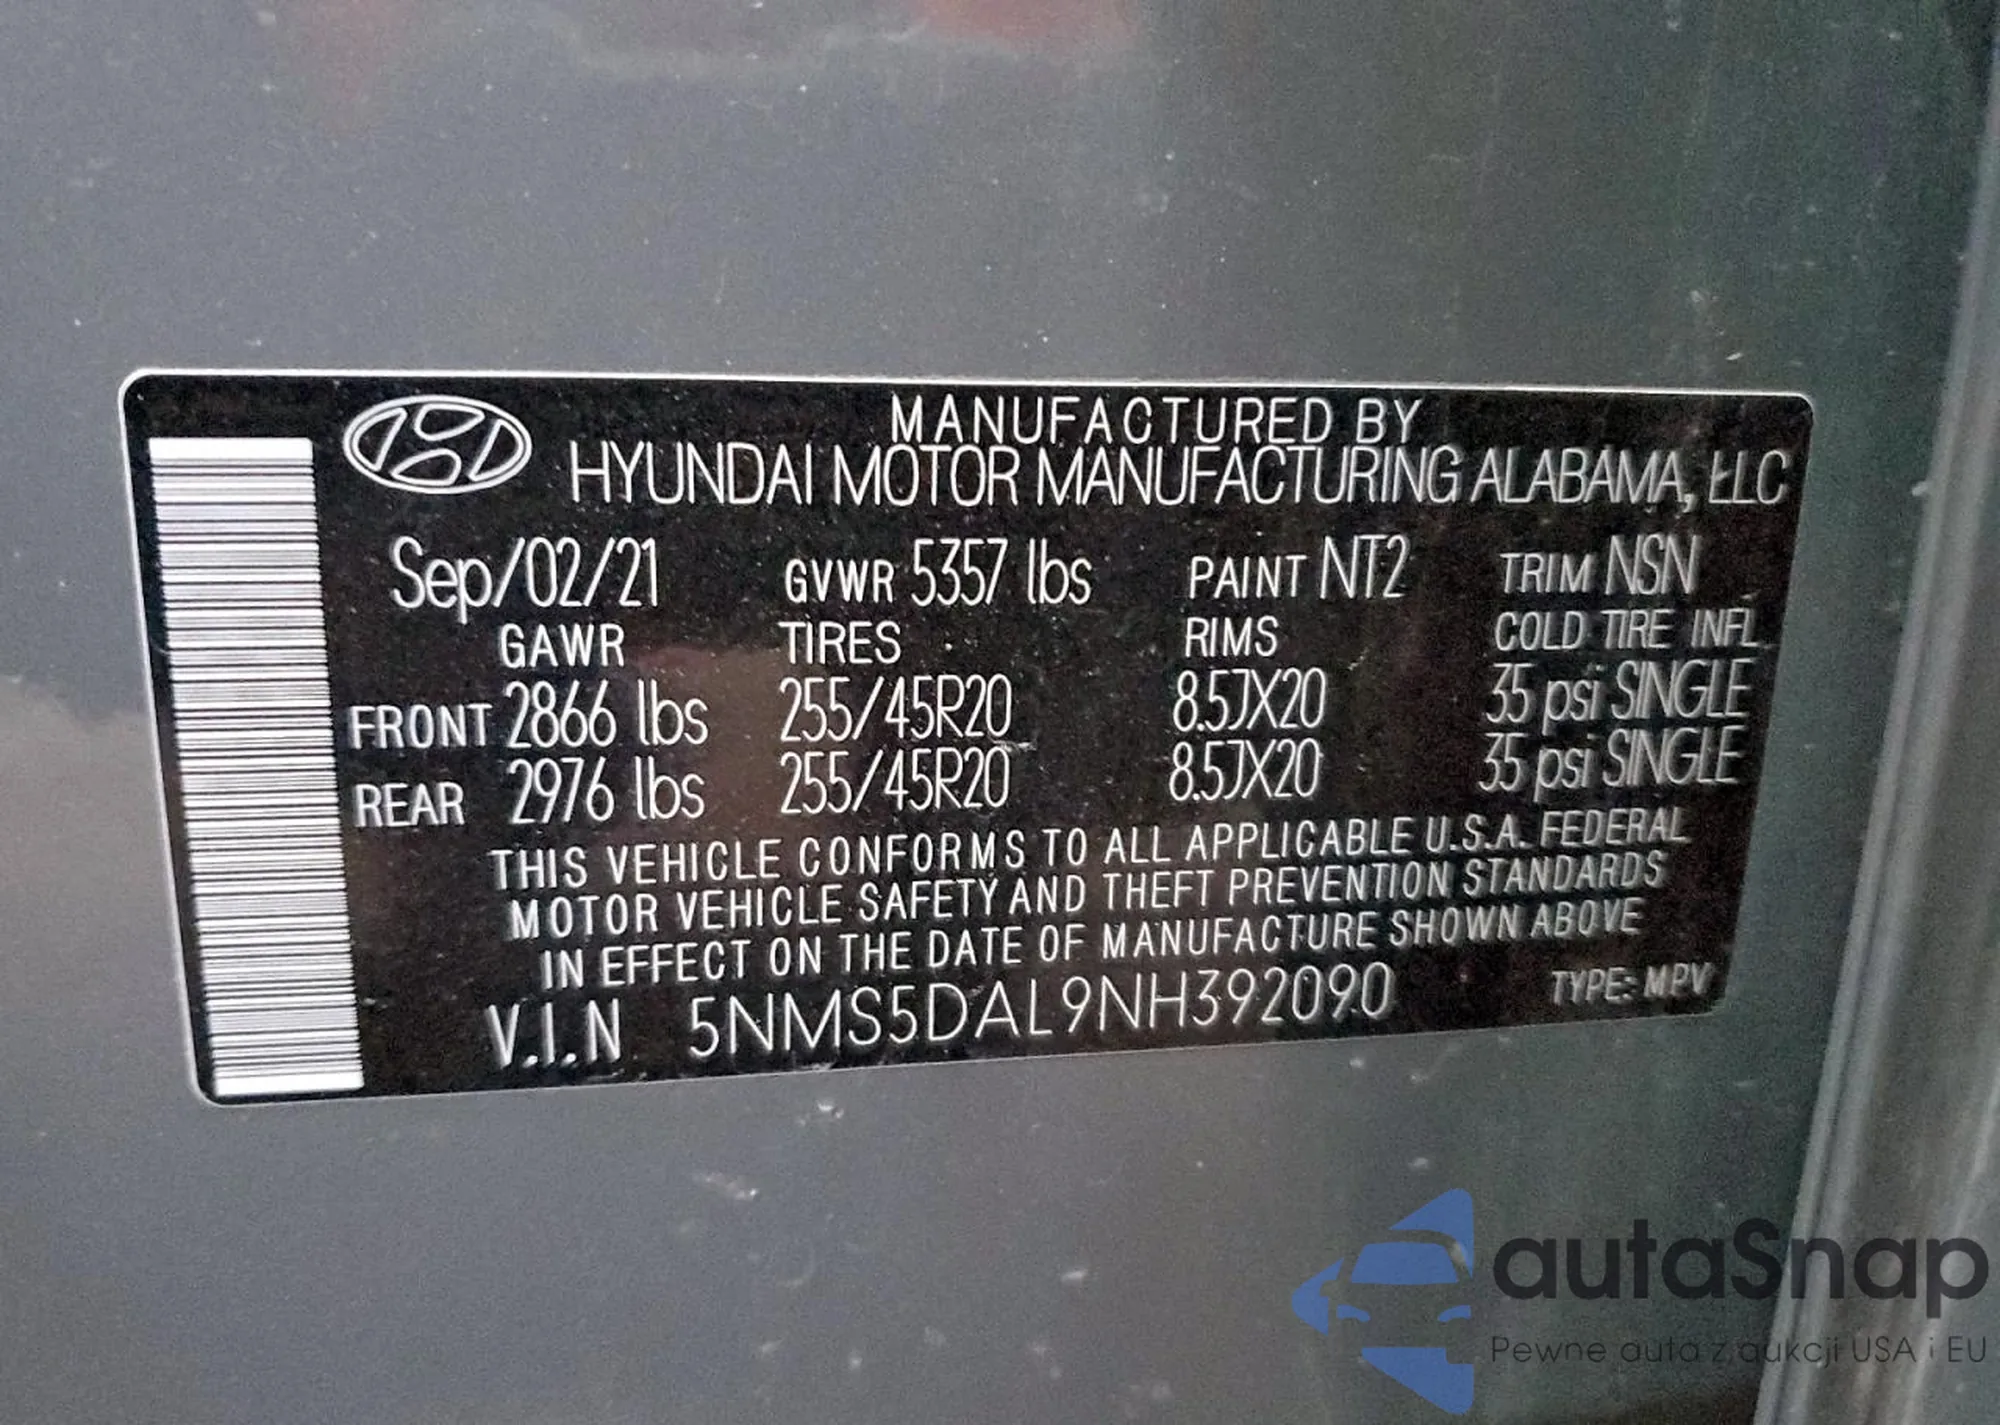 MANUFACTURED BY
HYUNDAI MOTOR MANUFACTURING ALABAMA, LLC
Sep/02/21 GVWR 5357 lbs PAINT NT2 TRIM NSN
GAWR TIRES RIMS COLD TIRE INFL.
FRONT 2866 lbs 255/45R20 8.5JX20 35 psi SINGLE
REAR 2976 lbs 255/45R20 8.5JX20 35 psi SINGLE
THIS VEHICLE CONFORMS TO ALL APPLICABLE U.S.A. FEDERAL
MOTOR VEHICLE SAFETY AND THEFT PREVENTION STANDARDS
IN EFFECT ON THE DATE OF MANUFACTURE SHOWN ABOVE
V.I.N 5NMS5DAL9NH392090 TYPE: MPV
autaSnap
Pewne auta z aukcji USA i EU